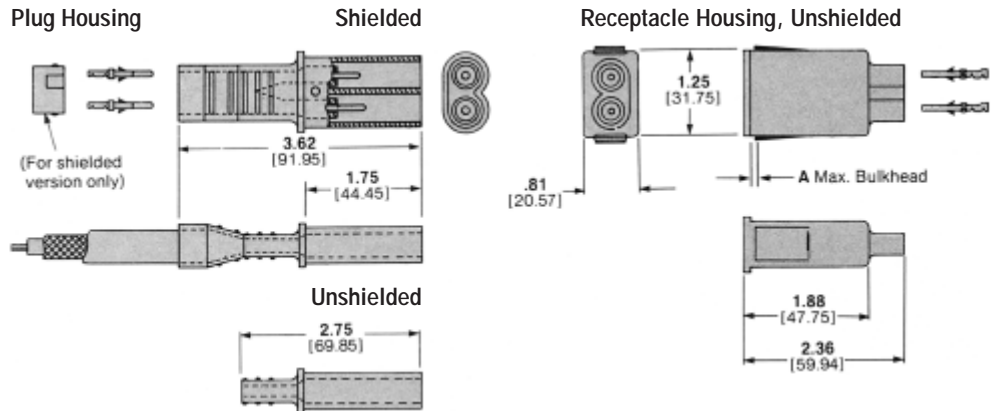 Plug Housing
Shielded
(For shielded
version only)
3.62
[91.95]
1.75
[44.45]
Unshielded
2.75
[69.85]
Receptacle Housing, Unshielded
1.25
[31.75]
.81
[20.57]
A Max. Bulkhead
1.88
[47.75]
2.36
[59.94]